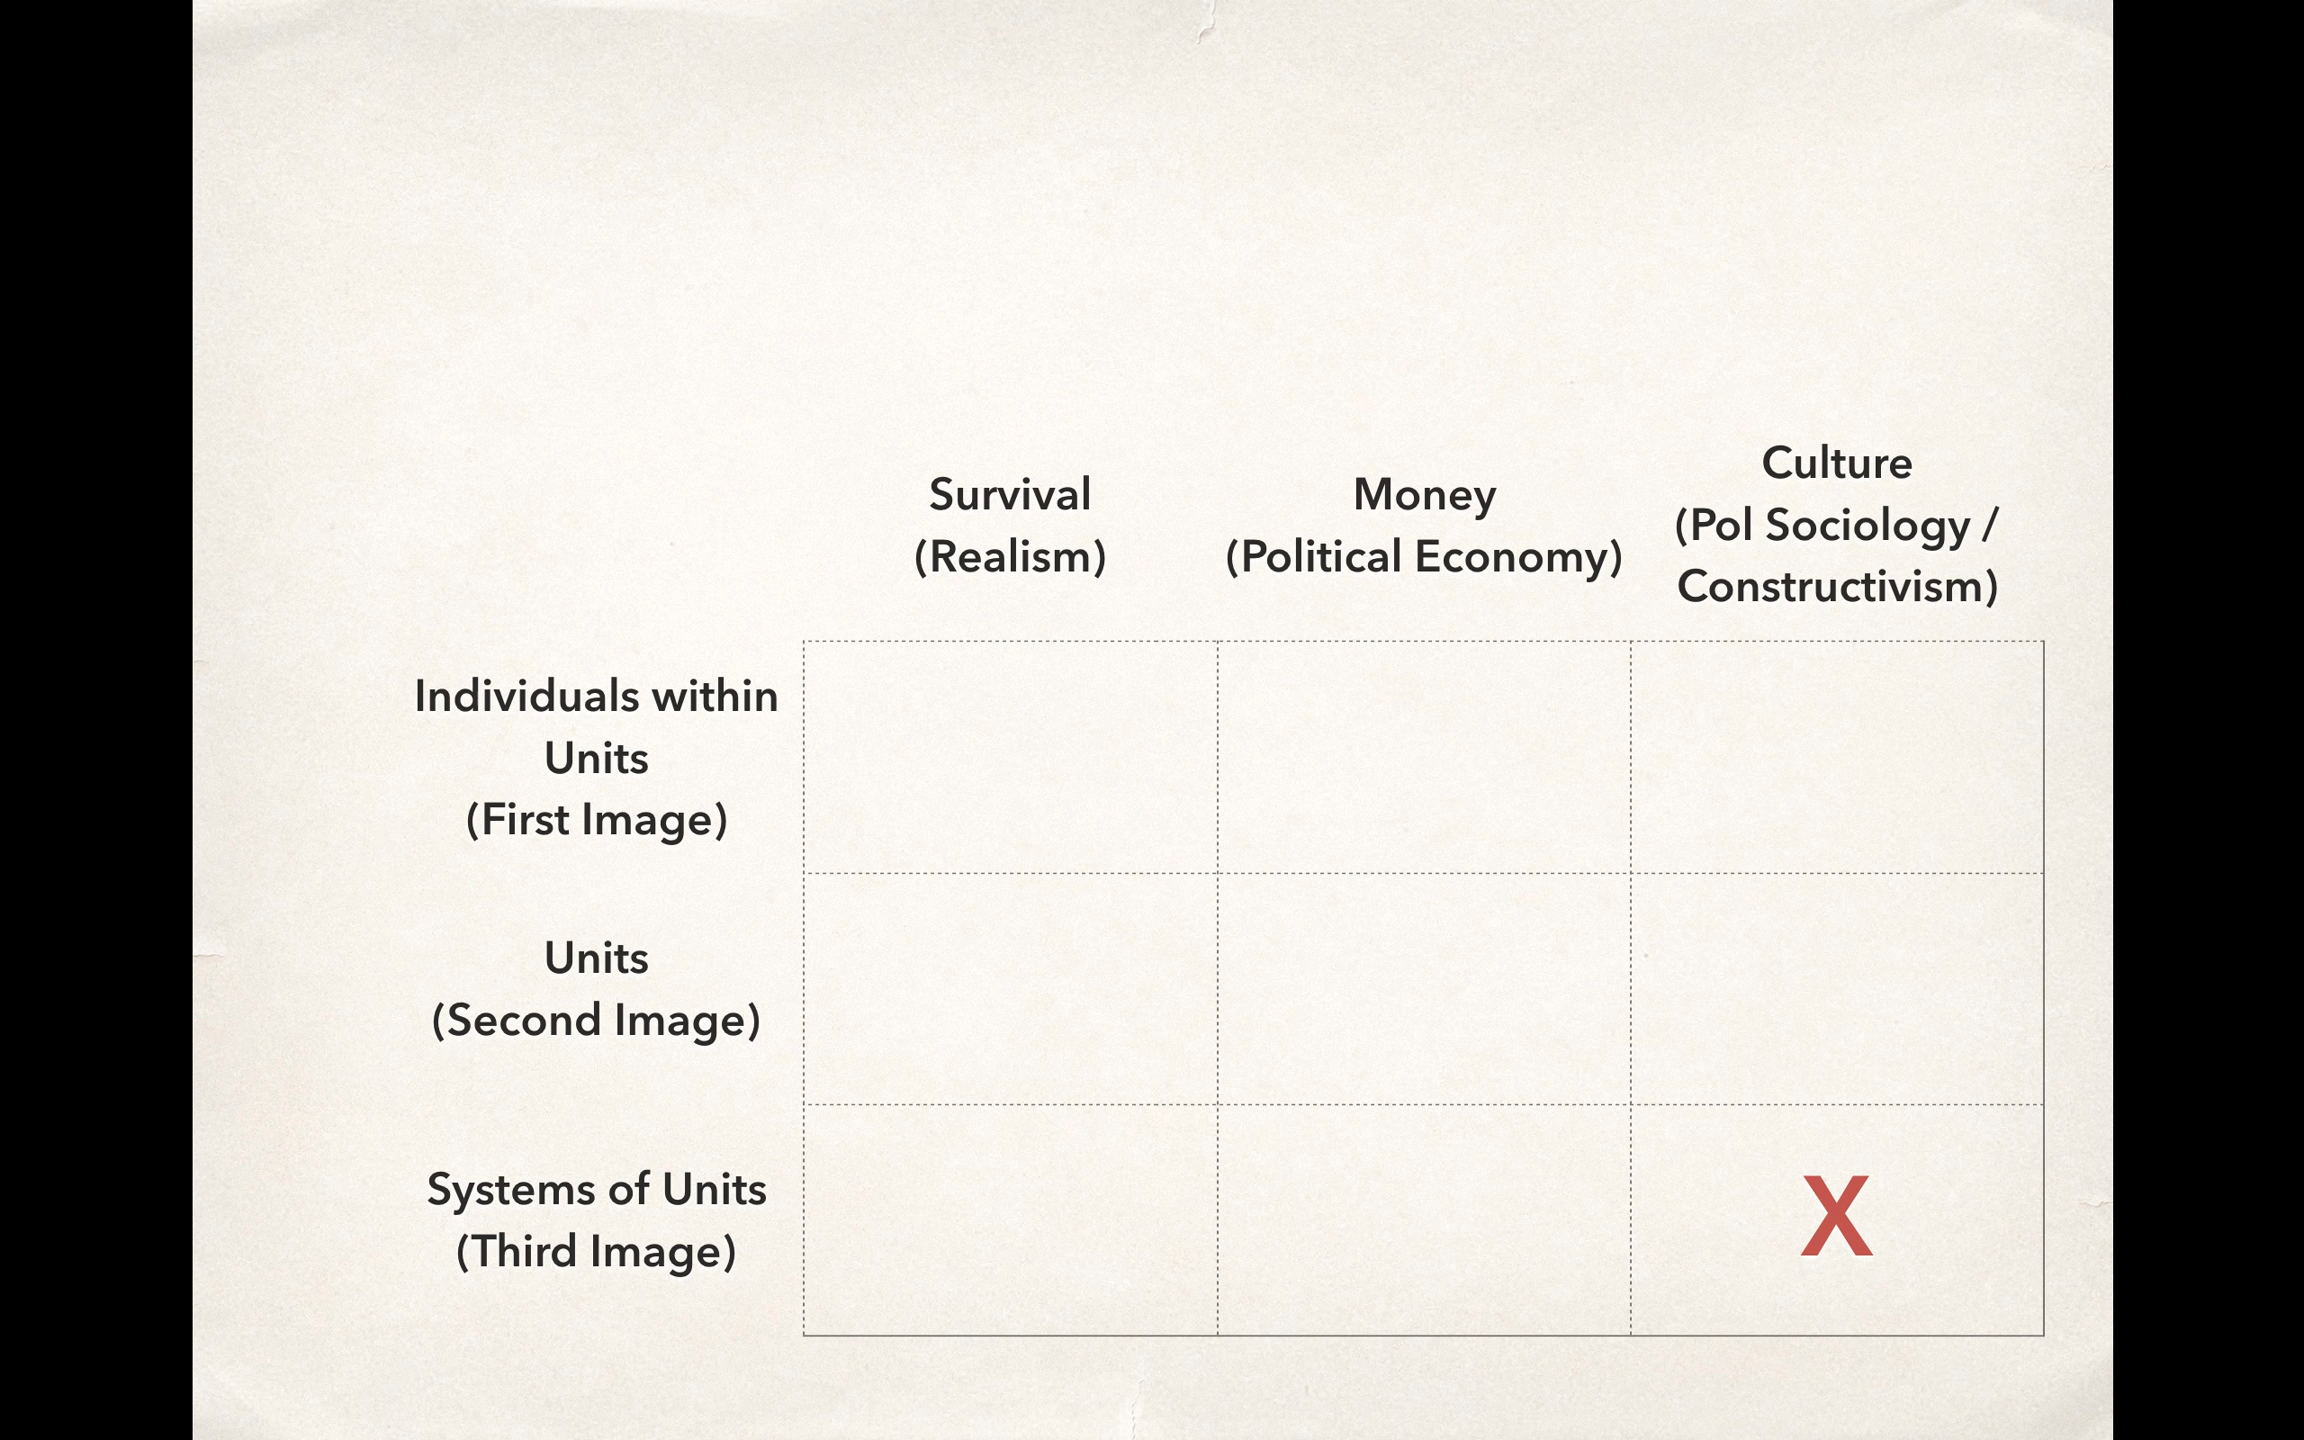 Survival
(Realism)
Money
(Political Economy)
Culture
(Pol Sociology /
Constructivism)
Individuals within
Units
(First Image)
Units
(Second Image)
Systems of Units
(Third Image)
X